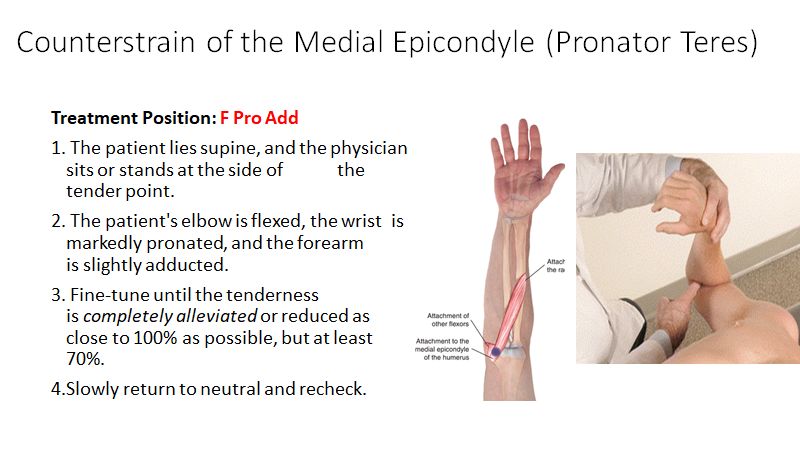 Counterstrain of the Medial Epicondyle (Pronator Teres)
Treatment Position: F Pro Add
1. The patient lies supine, and the physician
sits or stands at the side of the
tender point.
2. The patient's elbow is flexed, the wrist is
markedly pronated, and the forearm
is slightly adducted.
3. Fine-tune until the tenderness
is completely alleviated or reduced as
close to 100% as possible, but at least
70%.
4.Slowly return to neutral and recheck.
Attach
the ra
Attachment of
other flexors
Attachment to the
medial epicondyle
of the humerus